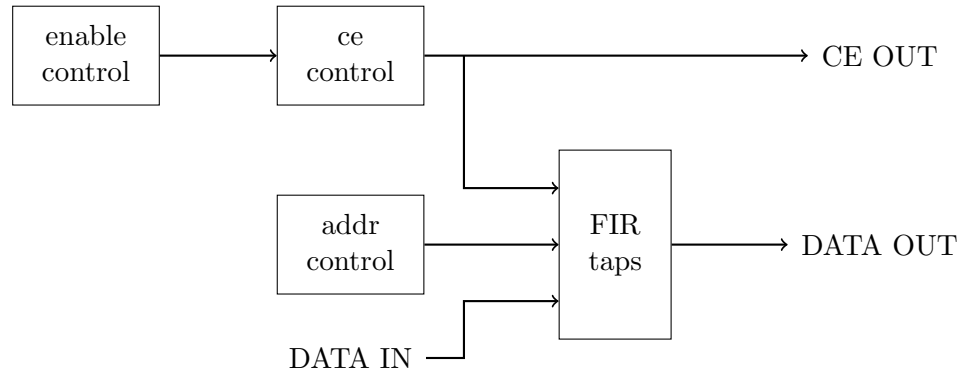 enable
control
ce
control
CE OUT
addr
control
FIR
taps
DATA OUT
DATA IN